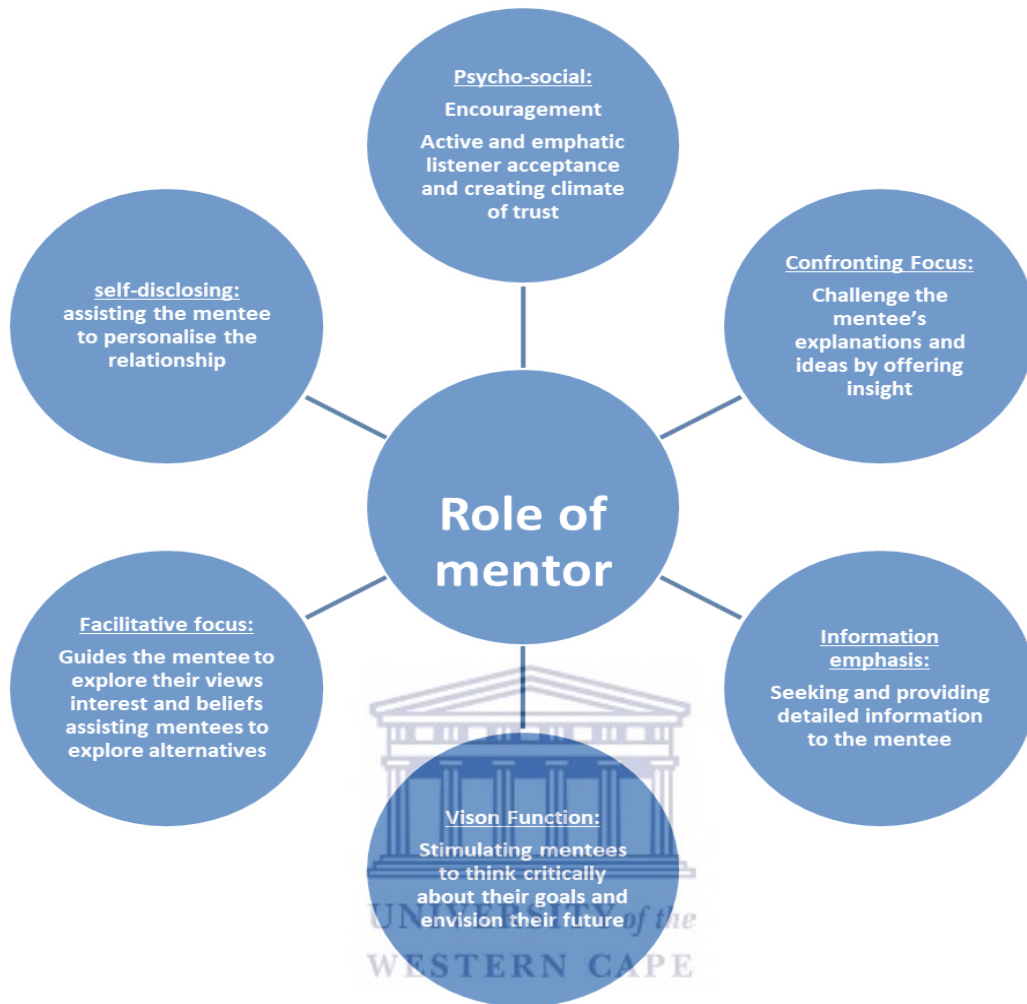 Psycho-social:
Encouragement
Active and emphatic
listener acceptance
and creating climate
of trust
Confronting Focus:
Challenge the
mentee’s
explanations and
ideas by offering
insight
Information
emphasis:
Seeking and providing
detailed information
to the mentee
Vison Function:
Stimulating mentees
to think critically
about their goals and
envision their future
Facilitative focus:
Guides the mentee to
explore their views
interest and beliefs
assisting mentees to
explore alternatives
self-disclosing:
assisting the mentee
to personalise the
relationship
Role of
mentor
UNIVERSITY of the
WESTERN CAPE